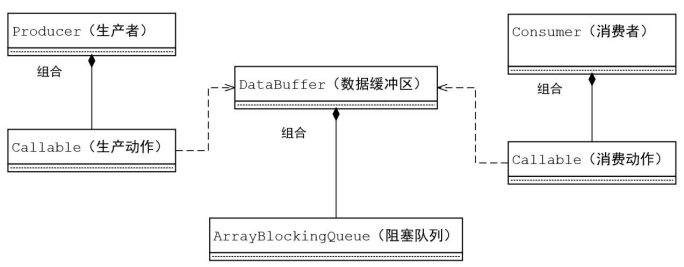 Producer（生产者）
Consumer（消费者）
组合
DataBuffer（数据缓冲区）
组合
组合
Callable（生产动作）
Callable（消费动作）
ArrayBlockingQueue（阻塞队列）